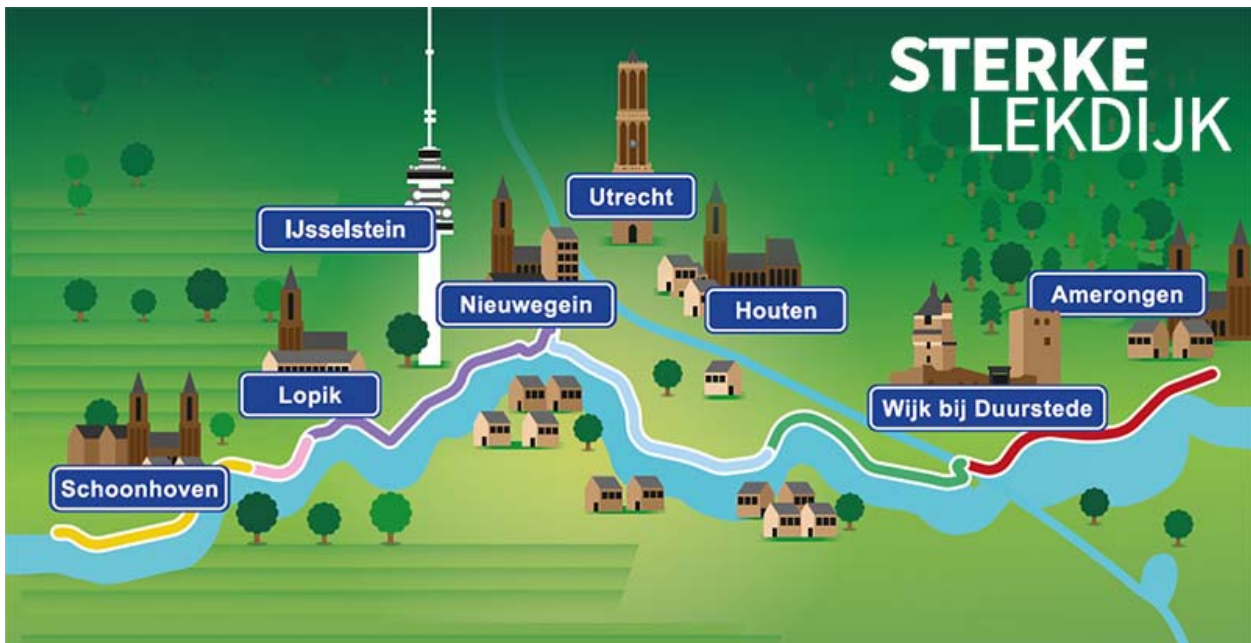 STERKE
LEKDIJK
Utrecht
IJsselstein
Nieuwegein
Houten
Amerongen
Lopik
Wijk bij Duurstede
Schoonhoven